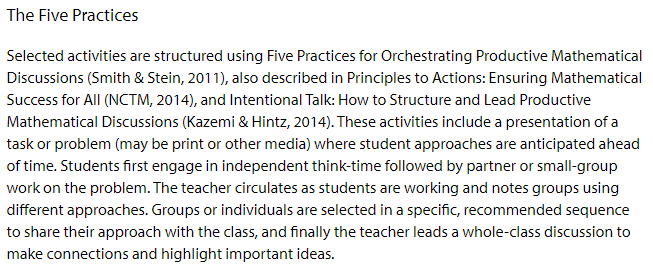 The Five Practices
Selected activities are structured using Five Practices for Orchestrating Productive Mathematical
Discussions (Smith & Stein, 2011), also described in Principles to Actions: Ensuring Mathematical
Success for All (NCTM, 2014), and Intentional Talk: How to Structure and Lead Productive
Mathematical Discussions (Kazemi & Hintz, 2014). These activities include a presentation of a
task or problem (may be print or other media) where student approaches are anticipated ahead
of time. Students first engage in independent think-time followed by partner or small-group
work on the problem. The teacher circulates as students are working and notes groups using
different approaches. Groups or individuals are selected in a specific, recommended sequence
to share their approach with the class, and finally the teacher leads a whole-class discussion to
make connections and highlight important ideas.